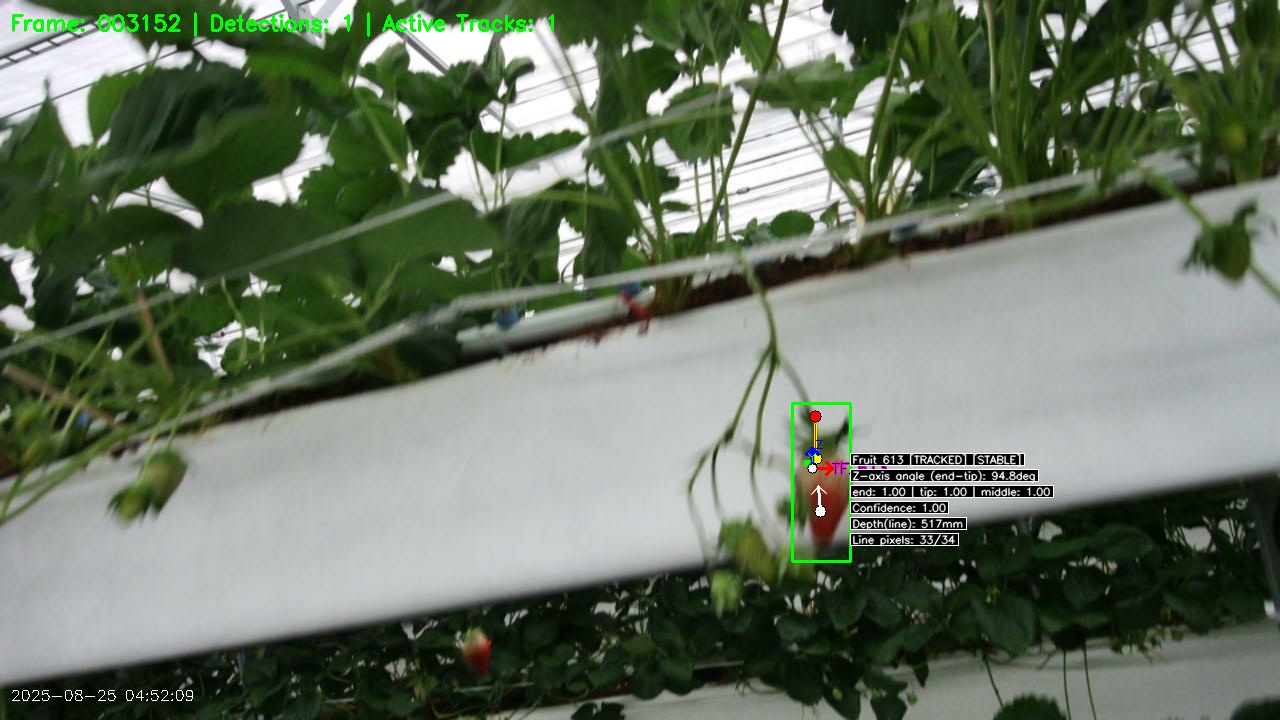 Frame: 003152 | Detections: 1 | Active Tracks: 1
Fruit 613 [TRACKED] [STABLE]
Z-axis angle (end-tip): 94.8deg
end: 1.00 | tip: 1.00 | middle: 1.00
Confidence: 1.00
Depth(line): 517mm
Line pixels: 33/34
2025-08-25 04:52:09